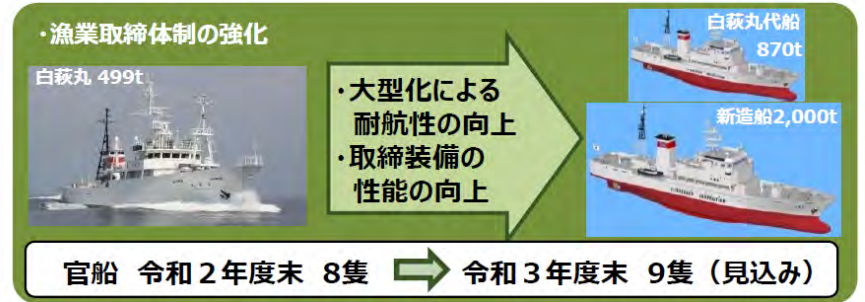 ・漁業取締体制の強化
白萩丸 499t
・大型化による
耐航性の向上
・取締装備の
性能の向上
白萩丸代船
870t
新造船2,000t
官船 令和2年度末 8隻 令和3年度末 9隻（見込み）